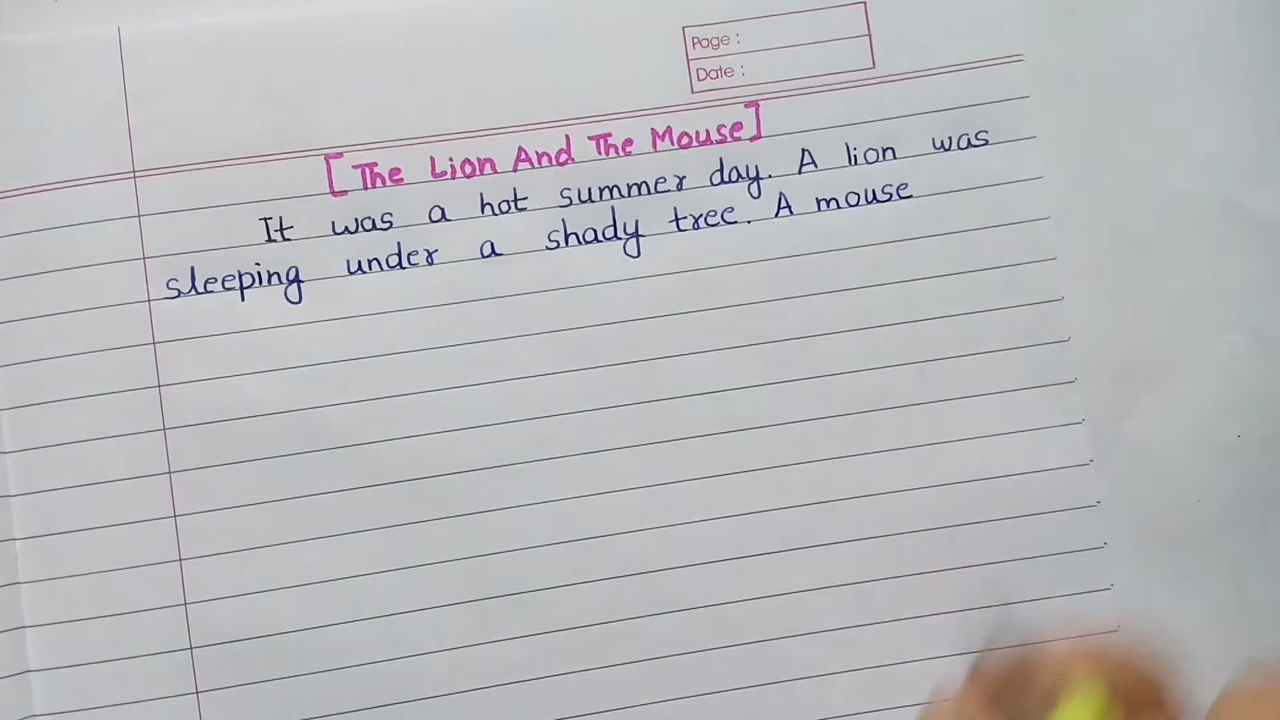 Page :
Date :
[The Lion And The Mouse]
It was a hot summer day. A lion was
sleeping under a shady tree. A mouse